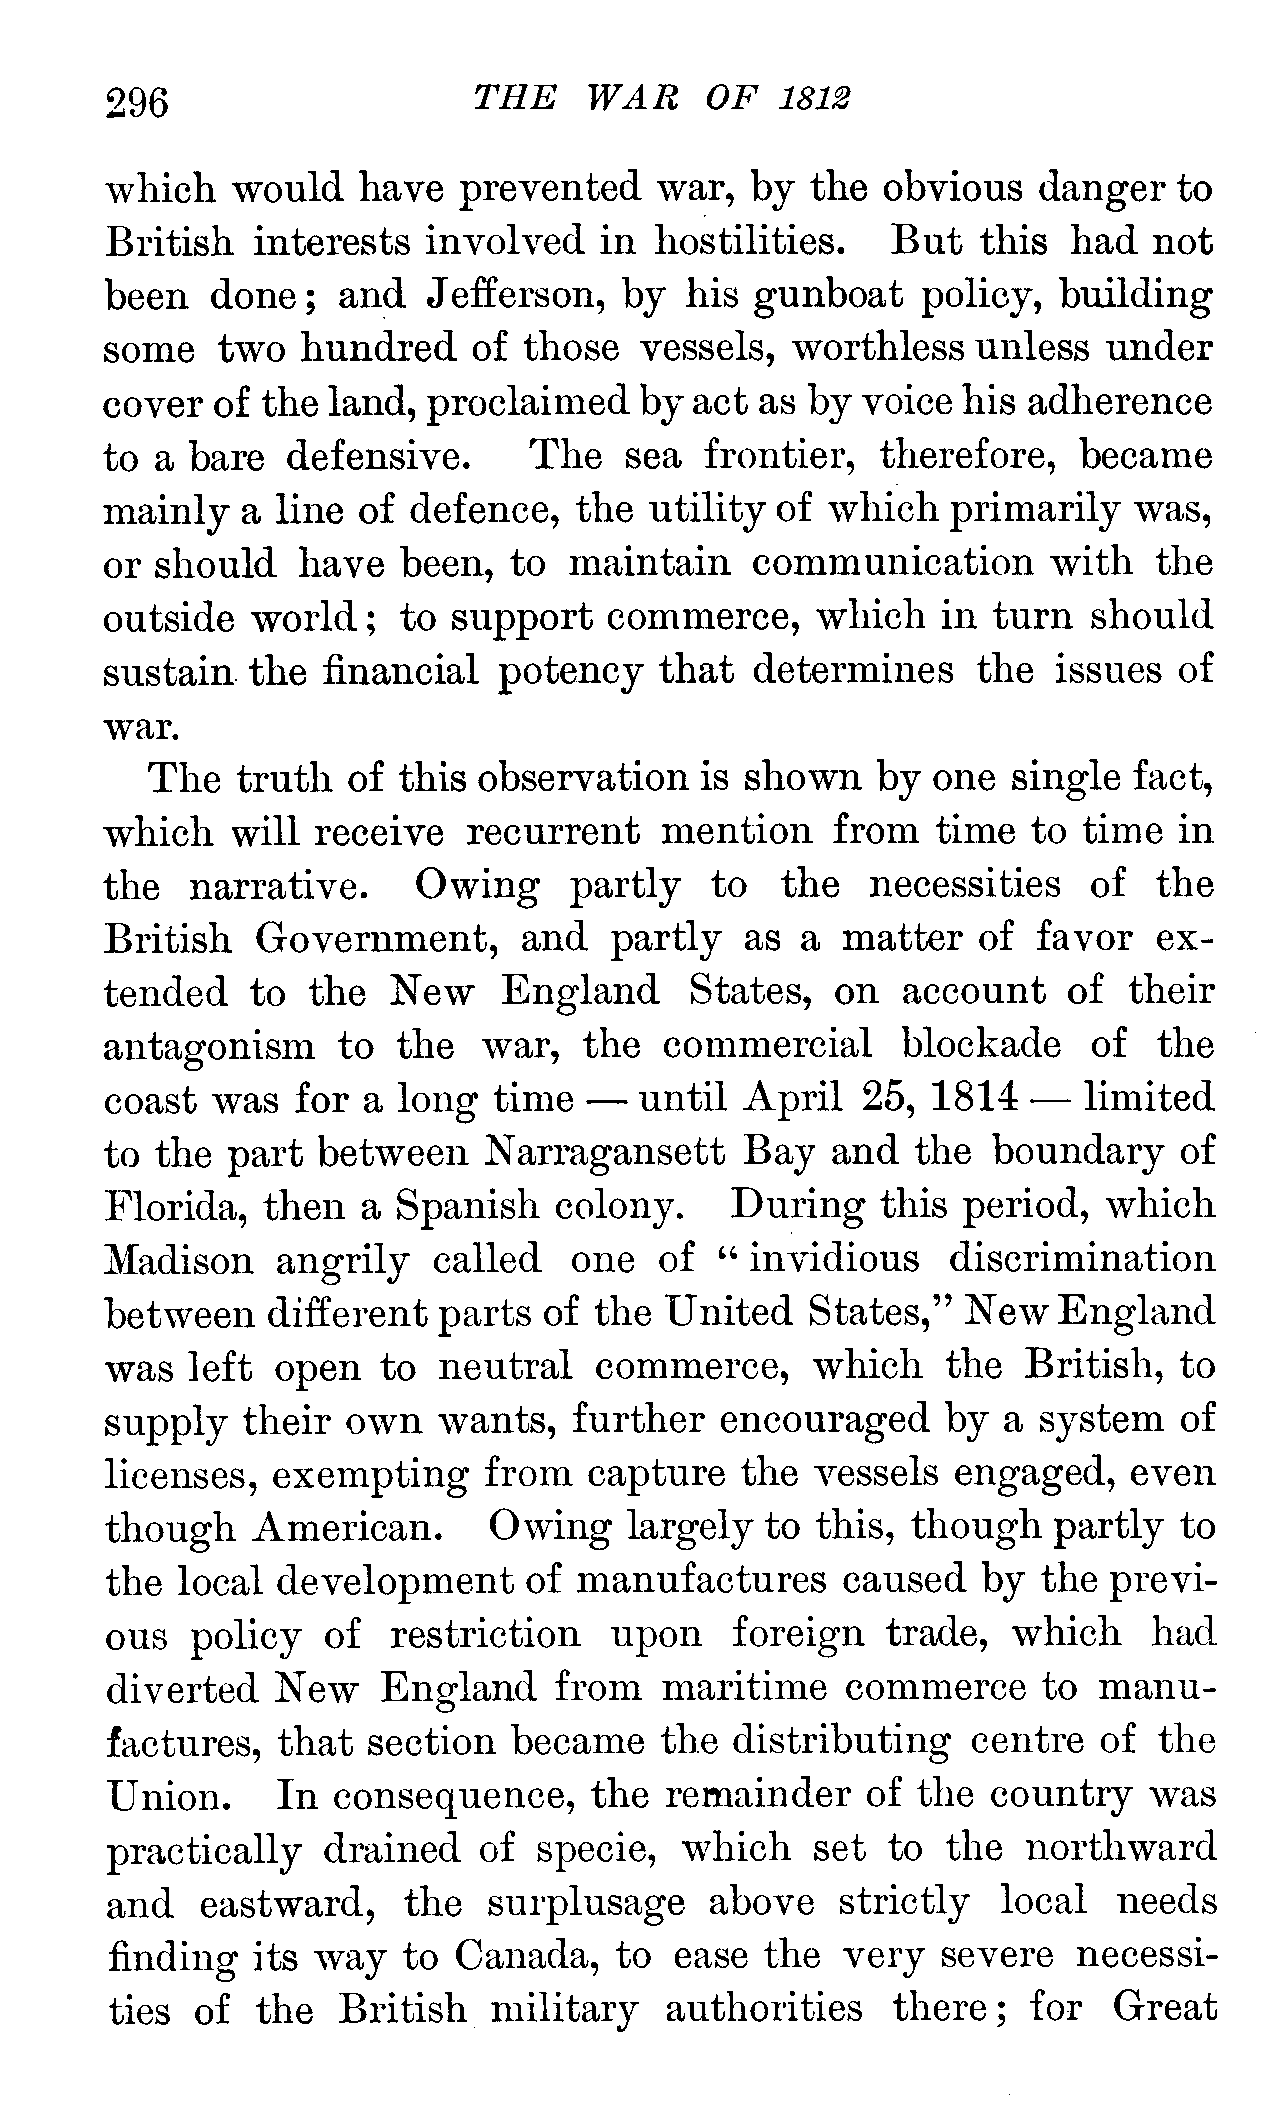 296 THE WAR OF 1812
which would have prevented war, by the obvious danger to
British interests involved in hostilities. But this had not
been done; and Jefferson, by his gunboat policy, building
some two hundred of those vessels, worthless unless under
cover of the land, proclaimed by act as by voice his adherence
to a bare defensive. The sea frontier, therefore, became
mainly a line of defence, the utility of which primarily was,
or should have been, to maintain communication with the
outside world; to support commerce, which in turn should
sustain the financial potency that determines the issues of
war.
The truth of this observation is shown by one single fact,
which will receive recurrent mention from time to time in
the narrative. Owing partly to the necessities of the
British Government, and partly as a matter of favor ex-
tended to the New England States, on account of their
antagonism to the war, the commercial blockade of the
coast was for a long time — until April 25, 1814 — limited
to the part between Narragansett Bay and the boundary of
Florida, then a Spanish colony. During this period, which
Madison angrily called one of “ invidious discrimination
between different parts of the United States,” New England
was left open to neutral commerce, which the British, to
supply their own wants, further encouraged by a system of
licenses, exempting from capture the vessels engaged, even
though American. Owing largely to this, though partly to
the local development of manufactures caused by the previ-
ous policy of restriction upon foreign trade, which had
diverted New England from maritime commerce to manu-
factures, that section became the distributing centre of the
Union. In consequence, the remainder of the country was
practically drained of specie, which set to the northward
and eastward, the surplusage above strictly local needs
finding its way to Canada, to ease the very severe necessi-
ties of the British military authorities there; for Great